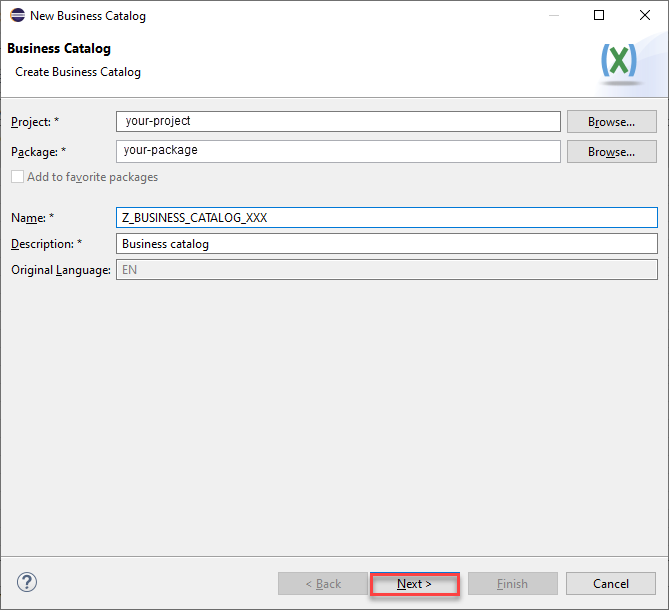 New Business Catalog
Business Catalog
Create Business Catalog
Project: * your-project Browse...
Package: * your-package Browse...
Add to favorite packages
Name: * Z_BUSINESS_CATALOG_XXX
Description: * Business catalog
Original Language: EN
? < Back Next > Finish Cancel